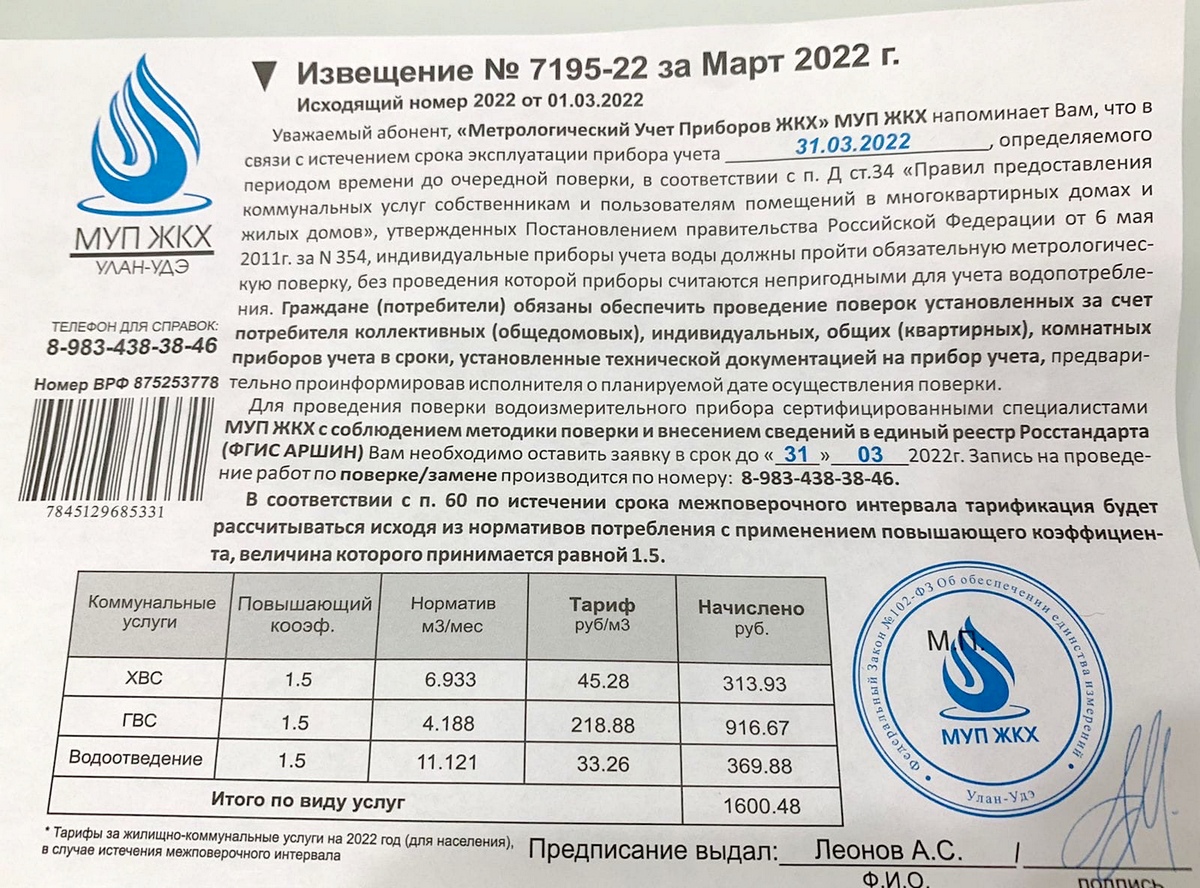 ▼ Извещение № 7195-22 за Март 2022 г.
Исходящий номер 2022 от 01.03.2022
Уважаемый абонент, «Метрологический Учет Приборов ЖКХ» МУП ЖКХ напоминает Вам, что в
связи с истечением срока эксплуатации прибора учета 31.03.2022, определяемого
периодом времени до очередной поверки, в соответствии с п. Д ст.34 «Правил предоставления
коммунальных услуг собственникам и пользователям помещений в многоквартирных домах и
жилых домов», утвержденных Постановлением правительства Российской Федерации от 6 мая
2011г. за N 354, индивидуальные приборы учета воды должны пройти обязательную метрологичес-
кую поверку, без проведения которой приборы считаются непригодными для учета водопотребле-
ния. Граждане (потребители) обязаны обеспечить проведение поверок установленных за счет
потребителя коллективных (общедомовых), индивидуальных, общих (квартирных), комнатных
приборов учета в сроки, установленные технической документацией на прибор учета, предвари-
тельно проинформировав исполнителя о планируемой дате осуществления поверки.
Для проведения поверки водоизмерительного прибора сертифицированными специалистами
МУП ЖКХ с соблюдением методики поверки и внесением сведений в единый реестр Росстандарта
(ФГИС АРШИН) Вам необходимо оставить заявку в срок до « 31 » 03 2022г. Запись на проведе-
ние работ по поверке/замене производится по номеру: 8-983-438-38-46.
В соответствии с п. 60 по истечении срока межповерочного интервала тарификация будет
рассчитываться исходя из нормативов потребления с применением повышающего коэффициен-
та, величина которого принимается равной 1.5.
МУП ЖКХ
УЛАН-УДЭ
ТЕЛЕФОН ДЛЯ СПРАВОК:
8-983-438-38-46
Номер ВРФ 875253778
7845129685331
Коммунальные услуги Повышающий кооэф. Норматив м3/мес Тариф руб/м3 Начислено руб.
ХВС 1.5 6.933 45.28 313.93
ГВС 1.5 4.188 218.88 916.67
Водоотведение 1.5 11.121 33.26 369.88
Итого по виду услуг 1600.48
* Тарифы за жилищно-коммунальные услуги на 2022 год (для населения),
в случае истечения межповерочного интервала
М.П.
Федеральный Закон №102-ФЗ Об обеспечении единства измерений
МУП ЖКХ
Улан-Удэ
Предписание выдал: Леонов А.С. /
Ф.И.О. подпись